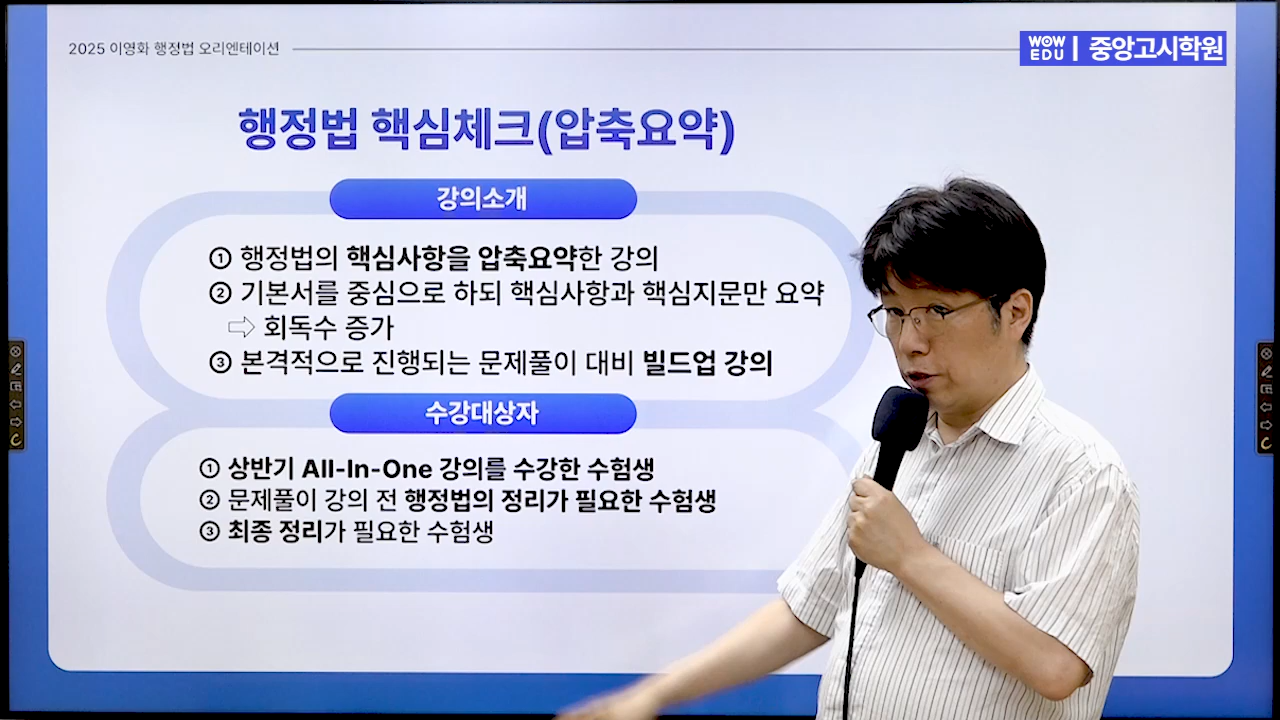 2025 이영화 행정법 오리엔테이션
WOW EDU | 중앙고시학원
행정법 핵심체크(압축요약)
강의소개
① 행정법의 핵심사항을 압축요약한 강의
② 기본서를 중심으로 하되 핵심사항과 핵심지문만 요약
⇨ 회독수 증가
③ 본격적으로 진행되는 문제풀이 대비 빌드업 강의
수강대상자
① 상반기 All-In-One 강의를 수강한 수험생
② 문제풀이 강의 전 행정법의 정리가 필요한 수험생
③ 최종 정리가 필요한 수험생